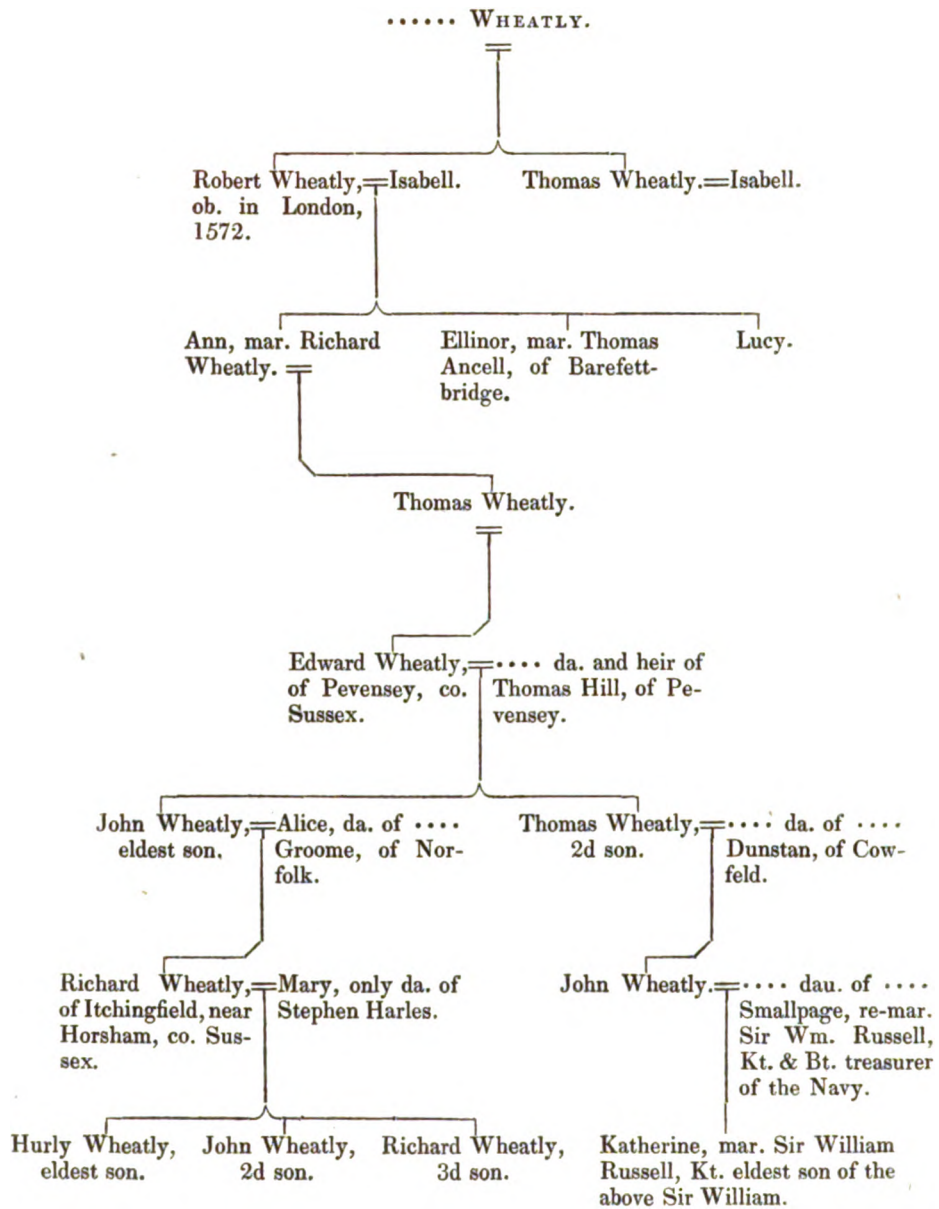 ······ WHEATLY.
Robert Wheatly,=Isabell.
ob. in London,
1572.
Thomas Wheatly.=Isabell.
Ann, mar. Richard
Wheatly. =
Ellinor, mar. Thomas
Ancell, of Barefett-
bridge.
Lucy.
Thomas Wheatly.
Edward Wheatly,=
of Pevensey, co.
Sussex.
···· da. and heir of
Thomas Hill, of Pe-
vensey.
John Wheatly,=
eldest son.
Alice, da. of ····
Groome, of Nor-
folk.
Thomas Wheatly,=
2d son.
···· da. of ····
Dunstan, of Cow-
feld.
Richard Wheatly,=
of Itchingfield, near
Horsham, co. Sus-
sex.
Mary, only da. of
Stephen Harles.
John Wheatly.=
···· dau. of ····
Smallpage, re-mar.
Sir Wm. Russell,
Kt. & Bt. treasurer
of the Navy.
Hurly Wheatly,
eldest son.
John Wheatly,
2d son.
Richard Wheatly,
3d son.
Katherine, mar. Sir William
Russell, Kt. eldest son of the
above Sir William.